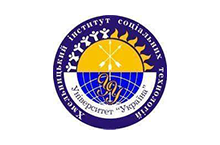 Хмельницький інститут соціальних технологій
Університет "Україна"